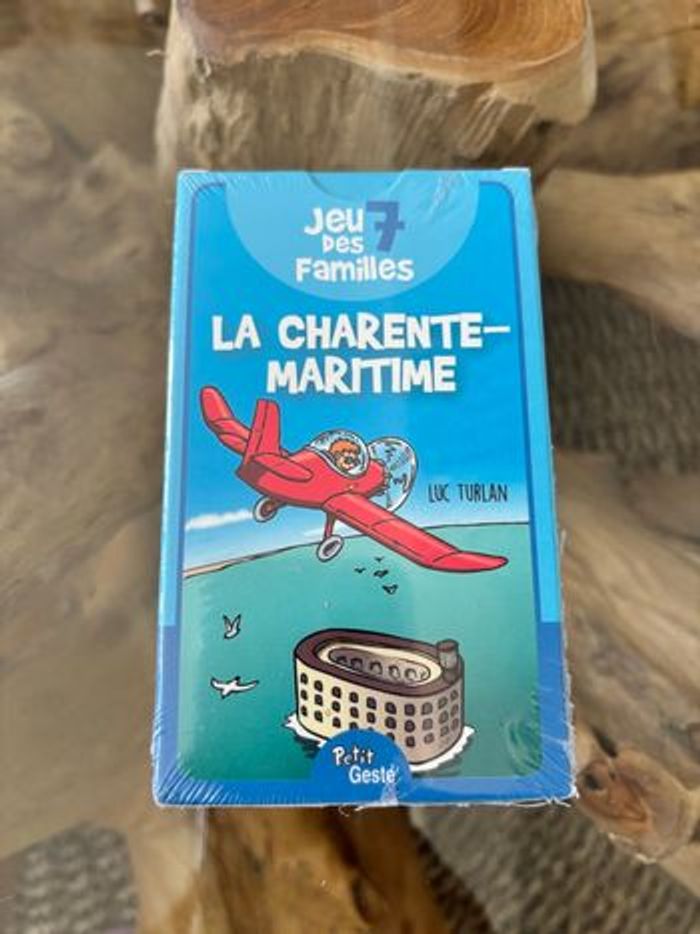 Jeu 7
Des
Familles
LA CHARENTE-
MARITIME
LUC TURLAN
Petit
Geste